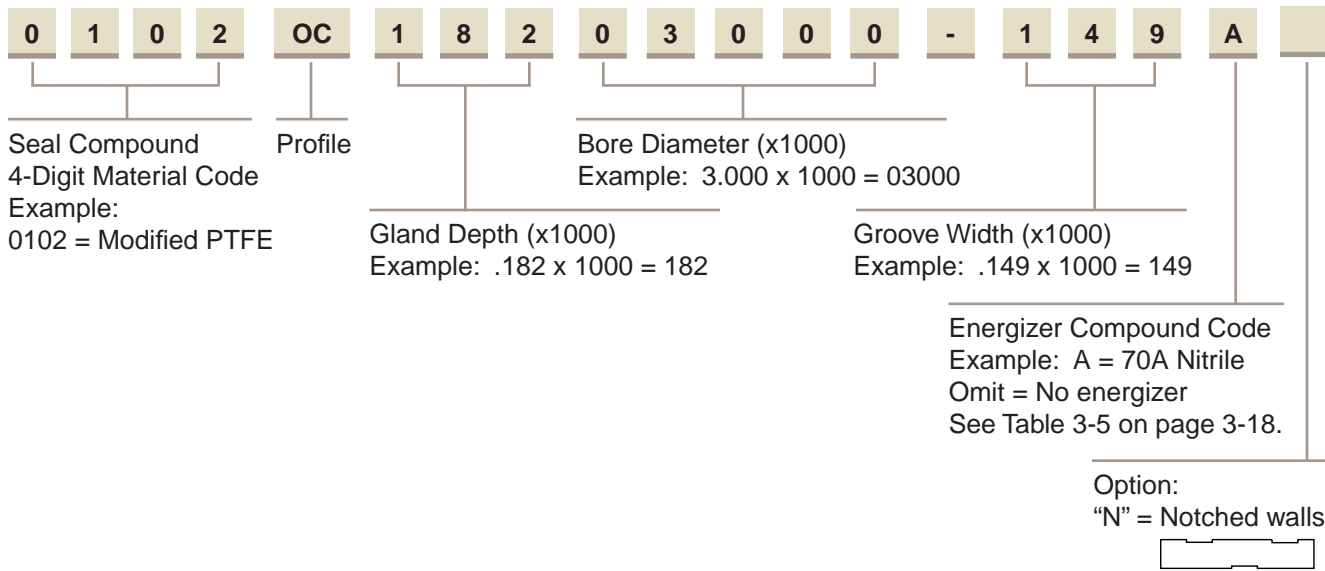 0 1 0 2 OC 1 8 2 0 3 0 0 0 - 1 4 9 A
Seal Compound
4-Digit Material Code
Example:
0102 = Modified PTFE
Profile
Gland Depth (x1000)
Example: .182 x 1000 = 182
Bore Diameter (x1000)
Example: 3.000 x 1000 = 03000
Groove Width (x1000)
Example: .149 x 1000 = 149
Energizer Compound Code
Example: A = 70A Nitrile
Omit = No energizer
See Table 3-5 on page 3-18.
Option:
“N” = Notched walls